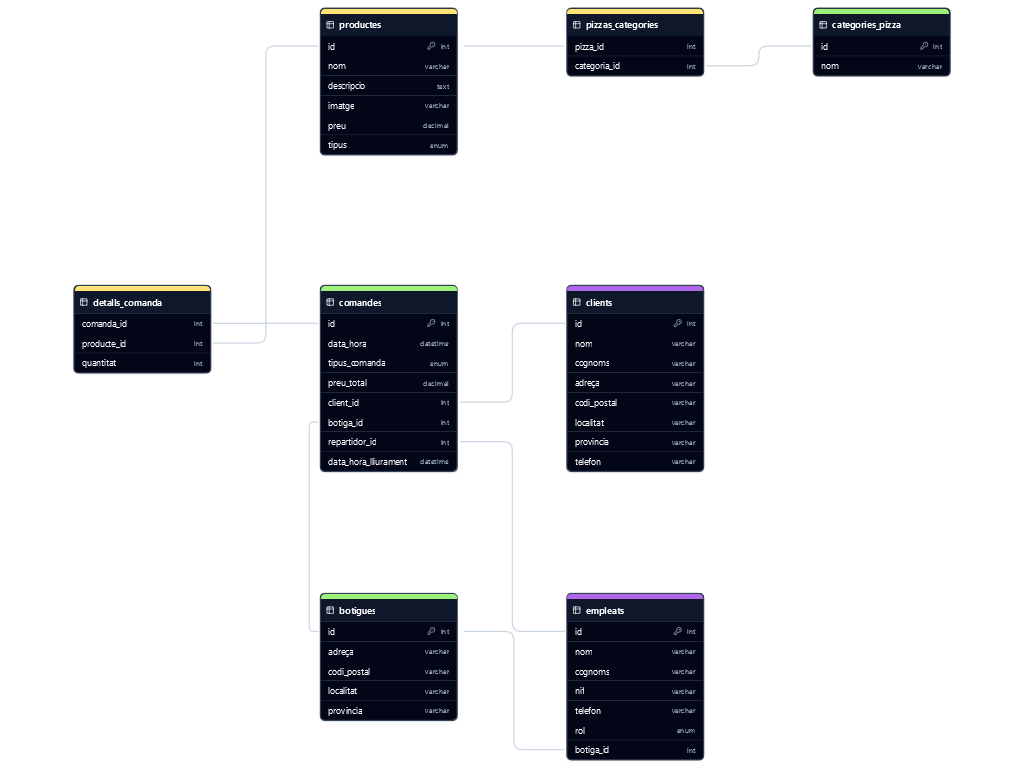 productes
id int
nom varchar
descripcio text
imatge varchar
preu decimal
tipus enum
pizzas_categories
pizza_id int
categoria_id int
categories_pizza
id int
nom varchar
detalls_comanda
comanda_id int
producte_id int
quantitat int
comandes
id int
data_hora datetime
tipus_comanda enum
preu_total decimal
client_id int
botiga_id int
repartidor_id int
data_hora_lliurament datetime
clients
id int
nom varchar
cognoms varchar
adreça varchar
codi_postal varchar
localitat varchar
provincia varchar
telefon varchar
botigues
id int
adreça varchar
codi_postal varchar
localitat varchar
provincia varchar
empleats
id int
nom varchar
cognoms varchar
nif varchar
telefon varchar
rol enum
botiga_id int